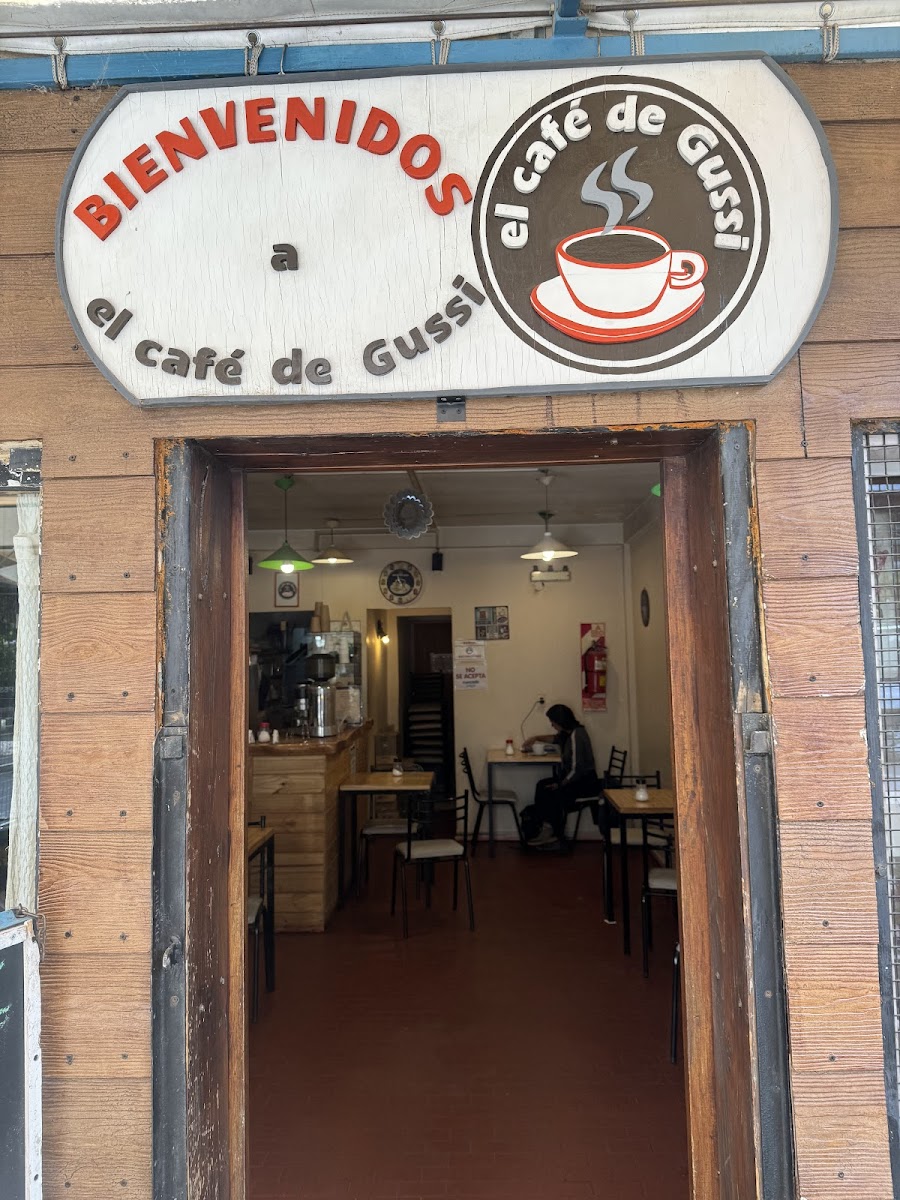 BIENVENIDOS
a
el café de Gussi
el café de Gussi
NO
SE ACEPTA